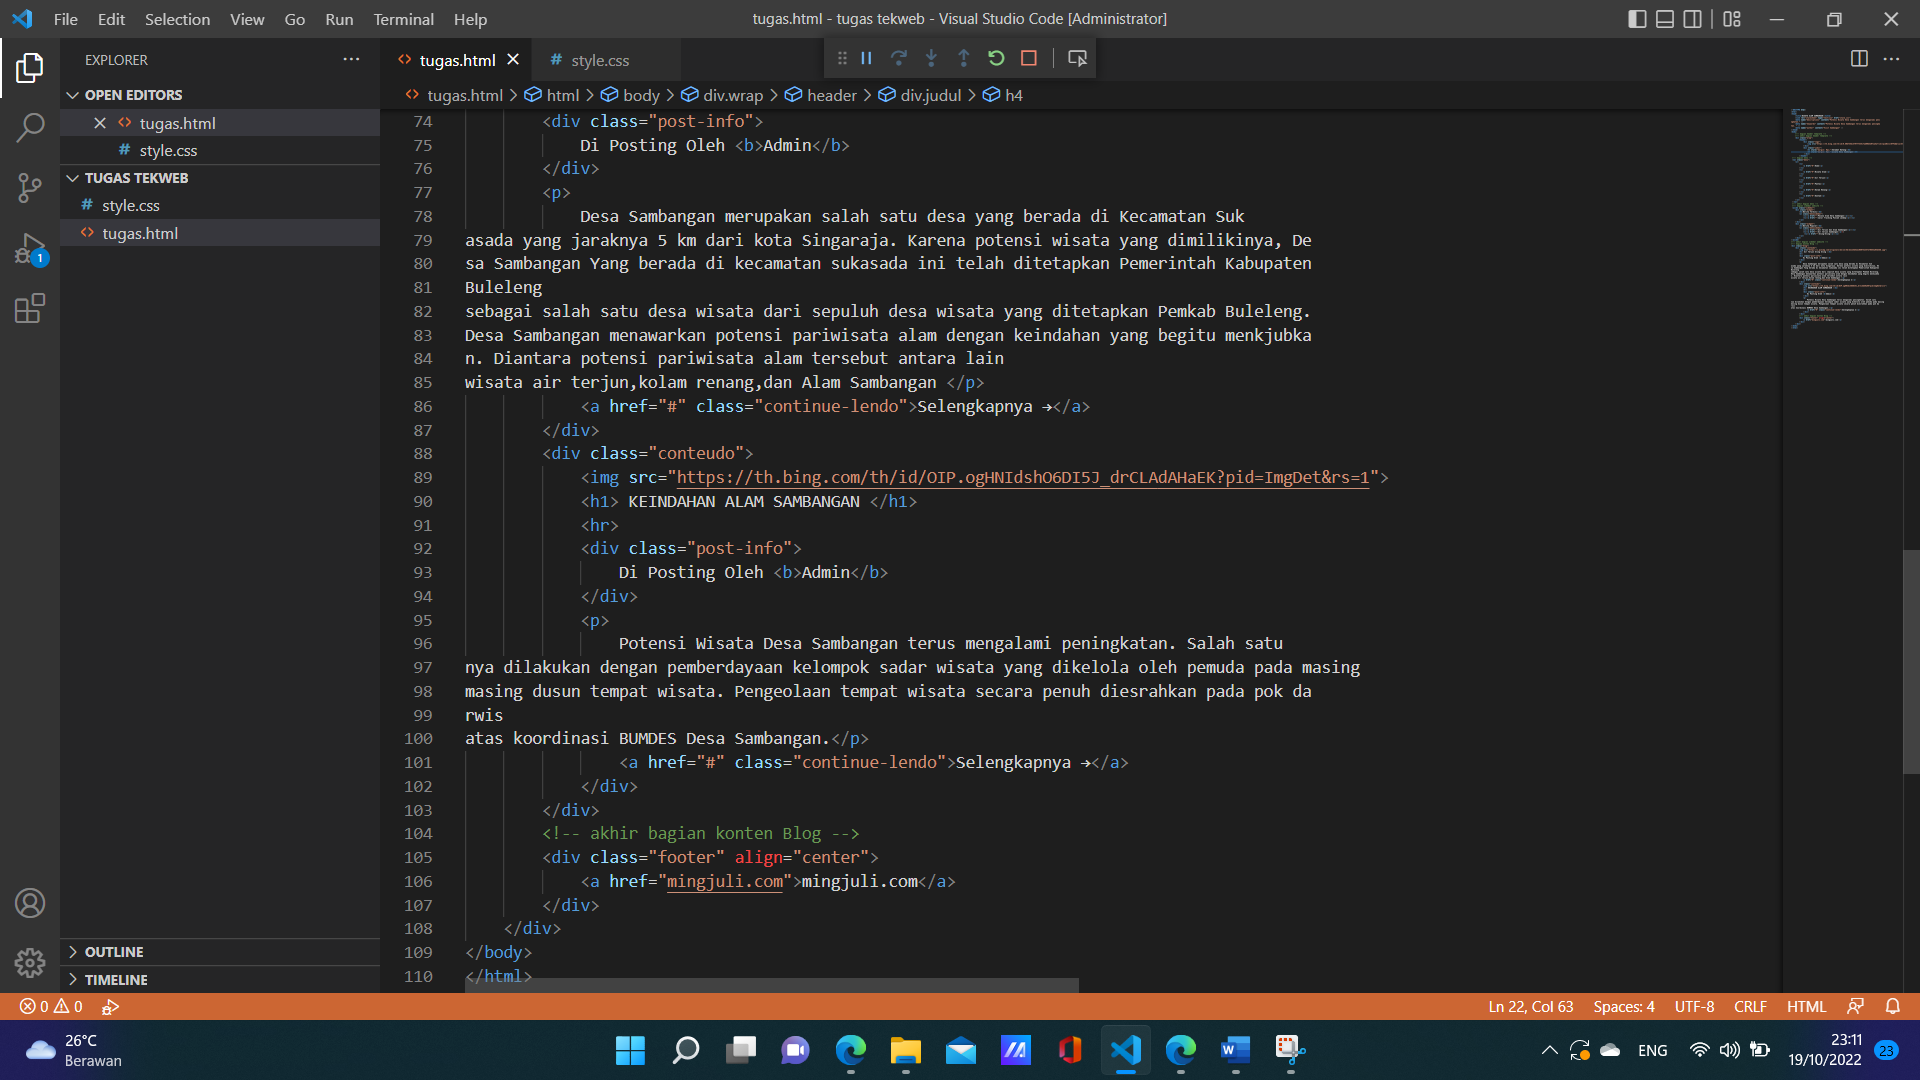 File Edit Selection View Go Run Terminal Help
tugas.html - tugas tekweb - Visual Studio Code [Administrator]
EXPLORER
tugas.html
style.css
OPEN EDITORS
tugas.html > html > body > div.wrap > header > div.judul > h4
tugas.html
style.css
TUGAS TEKWEB
style.css
tugas.html
1
74 <div class="post-info">
75 Di Posting Oleh <b>Admin</b>
76 </div>
77 <p>
78 Desa Sambangan merupakan salah satu desa yang berada di Kecamatan Suk
79 asada yang jaraknya 5 km dari kota Singaraja. Karena potensi wisata yang dimilikinya, De
80 sa Sambangan Yang berada di kecamatan sukasada ini telah ditetapkan Pemerintah Kabupaten
81 Buleleng
82 sebagai salah satu desa wisata dari sepuluh desa wisata yang ditetapkan Pemkab Buleleng.
83 Desa Sambangan menawarkan potensi pariwisata alam dengan keindahan yang begitu menkjubka
84 n. Diantara potensi pariwisata alam tersebut antara lain
85 wisata air terjun,kolam renang,dan Alam Sambangan </p>
86 <a href="#" class="continue-lendo">Selengkapnya →</a>
87 </div>
88 <div class="conteudo">
89 <img src="https://th.bing.com/th/id/OIP.ogHNIdshO6DI5J_drCLAdAHaEK?pid=ImgDet&rs=1">
90 <h1> KEINDAHAN ALAM SAMBANGAN </h1>
91 <hr>
92 <div class="post-info">
93 Di Posting Oleh <b>Admin</b>
94 </div>
95 <p>
96 Potensi Wisata Desa Sambangan terus mengalami peningkatan. Salah satu
97 nya dilakukan dengan pemberdayaan kelompok sadar wisata yang dikelola oleh pemuda pada masing
98 masing dusun tempat wisata. Pengeolaan tempat wisata secara penuh diesrahkan pada pok da
99 rwis
100 atas koordinasi BUMDES Desa Sambangan.</p>
101 <a href="#" class="continue-lendo">Selengkapnya →</a>
102 </div>
103 </div>
104 <!-- akhir bagian konten Blog -->
105 <div class="footer" align="center">
106 <a href="mingjuli.com">mingjuli.com</a>
107 </div>
108 </div>
109 </body>
110 </html>
OUTLINE
TIMELINE
0 0
Ln 22, Col 63 Spaces: 4 UTF-8 CRLF HTML
26°C
Berawan
ENG
23:11
19/10/2022
23